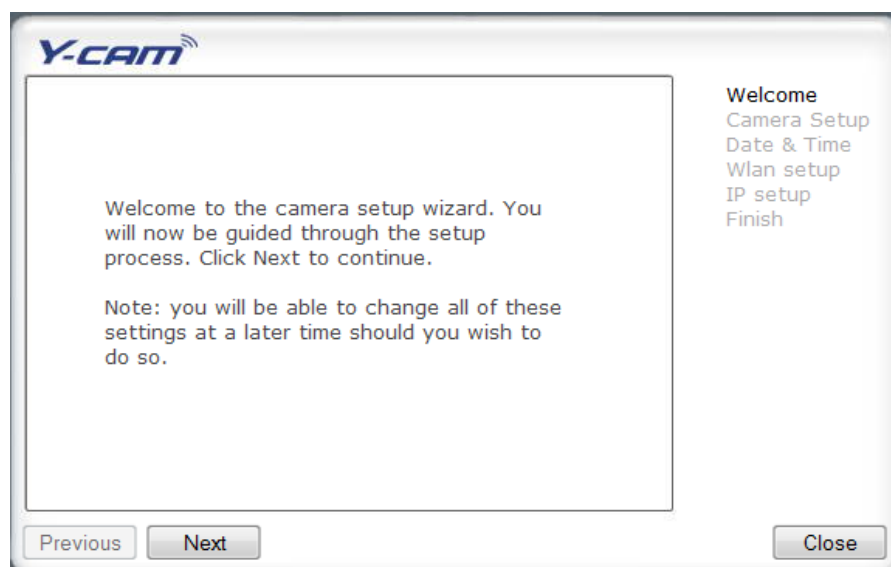 Y-cam
Welcome to the camera setup wizard. You
will now be guided through the setup
process. Click Next to continue.
Note: you will be able to change all of these
settings at a later time should you wish to
do so.
Welcome
Camera Setup
Date & Time
Wlan setup
IP setup
Finish
Previous
Next
Close